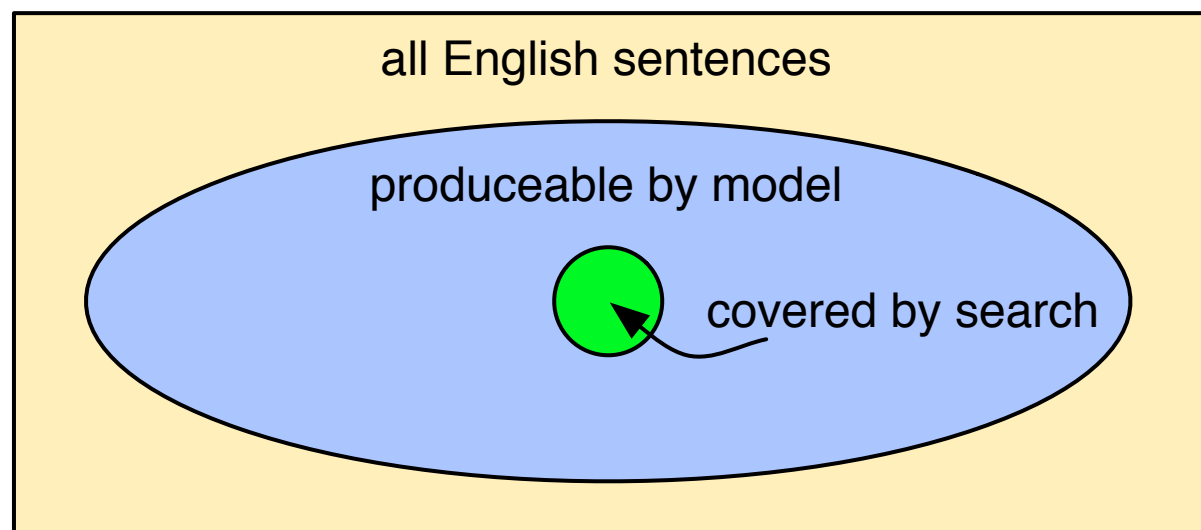 all English sentences
produceable by model
covered by search